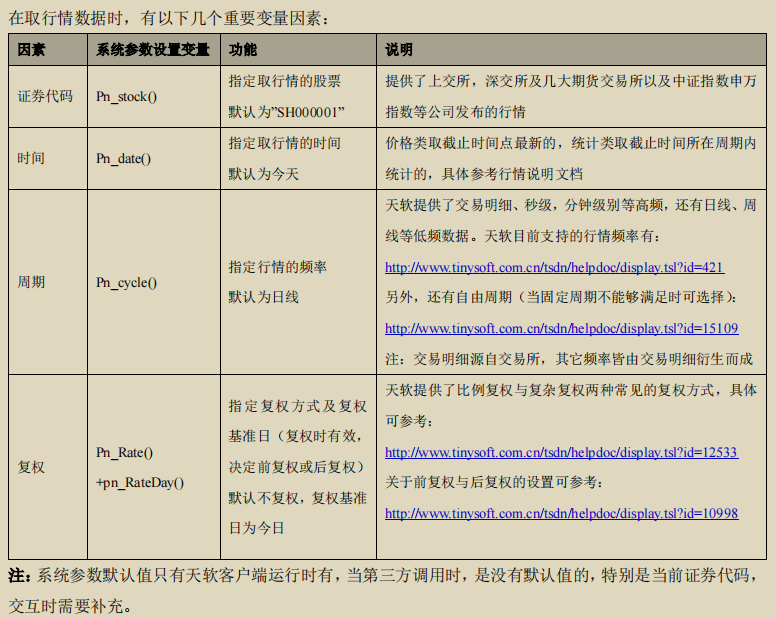 在取行情数据时，有以下几个重要变量因素：
因素 系统参数设置变量 功能 说明
证券代码 Pn_stock()
指定取行情的股票
默认为”SH000001”
提供了上交所，深交所及几大期货交易所以及中证指数申万
指数等公司发布的行情
时间 Pn_date()
指定取行情的时间
默认为今天
价格类取截止时间点最新的，统计类取截止时间所在周期内
统计的，具体参考行情说明文档
周期 Pn_cycle()
指定行情的频率
默认为日线
天软提供了交易明细、秒级，分钟级别等高频，还有日线、周
线等低频数据。天软目前支持的行情频率有：
http://www.tinysoft.com.cn/tsdn/helpdoc/display.tsl?id=421
另外，还有自由周期（当固定周期不能够满足时可选择）：
http://www.tinysoft.com.cn/tsdn/helpdoc/display.tsl?id=15109
注：交易明细源自交易所，其它频率皆由交易明细衍生而成
复权
Pn_Rate()
+pn_RateDay()
指定复权方式及复权
基准日（复权时有效，
决定前复权或后复权）
默认不复权，复权基准
日为今日
天软提供了比例复权与复杂复权两种常见的复权方式，具体
可参考：
http://www.tinysoft.com.cn/tsdn/helpdoc/display.tsl?id=12533
关于前复权与后复权的设置可参考：
http://www.tinysoft.com.cn/tsdn/helpdoc/display.tsl?id=10998
注：系统参数默认值只有天软客户端运行时有，当第三方调用时，是没有默认值的，特别是当前证券代码，
交互时需要补充。